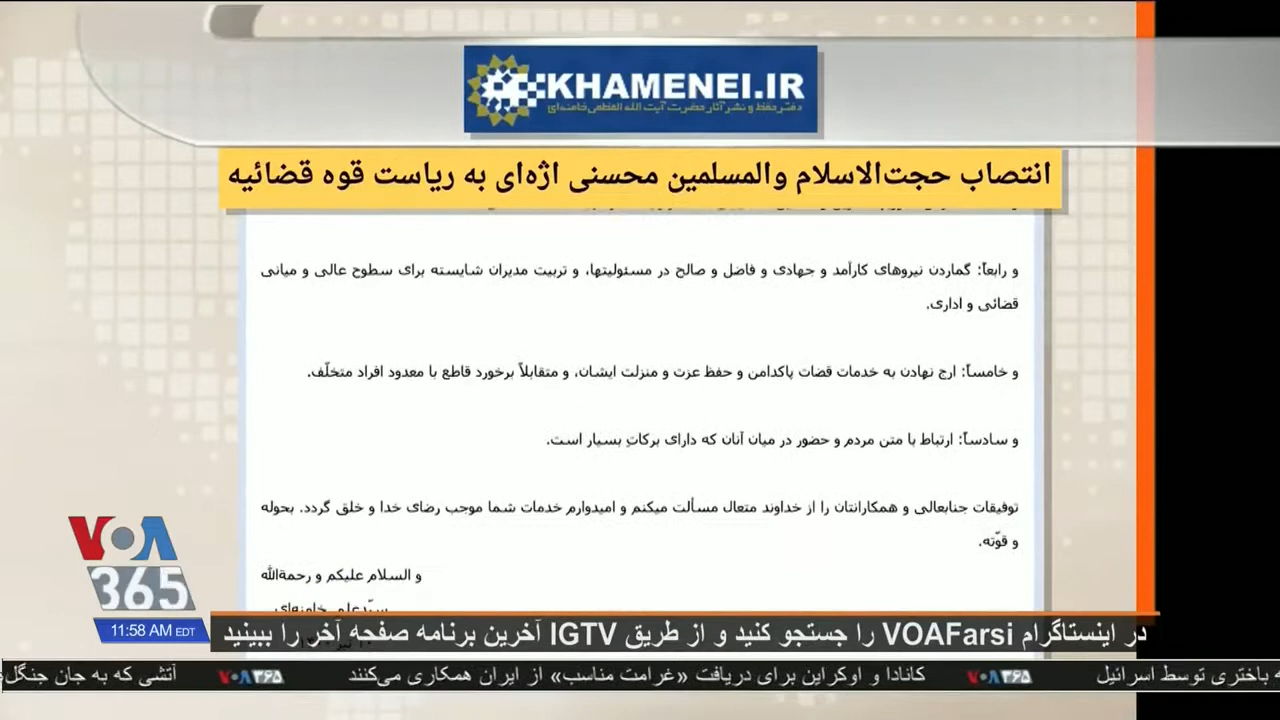 KHAMENEI.IR
دفتر حفظ و نشر آثار حضرت آیت الله العظمی خامنه‌ای
انتصاب حجت‌الاسلام والمسلمین محسنی اژه‌ای به ریاست قوه قضائیه
و رابعاً: گماردن نیروهای کارآمد و جهادی و فاضل و صالح در مسئولیتها، و تربیت مدیران شایسته برای سطوح عالی و میانی
قضائی و اداری.
و خامساً: ارج نهادن به خدمات قضات پاکدامن و حفظ عزت و منزلت ایشان، و متقابلاً برخورد قاطع با معدود افراد متخلّف.
و سادساً: ارتباط با متن مردم و حضور در میان آنان که دارای برکاتِ بسیار است.
توفیقات جنابعالی و همکارانتان را از خداوند متعال مسألت میکنم و امیدوارم خدمات شما موجب رضای خدا و خلق گردد. بحوله
و قوّته.
و السلام علیکم و رحمةالله
سیّدعلی خامنه‌ای
VOA
365
11:58 AM EDT
در اینستاگرام VOAFarsi را جستجو کنید و از طریق IGTV آخرین برنامه صفحه آخر را ببینید
ه باختری توسط اسرائیل VOA۳۶۵ کانادا و اوکراین برای دریافت «غرامت مناسب» از ایران همکاری می‌کنند VOA۳۶۵ آتشی که به جان جنگل‌